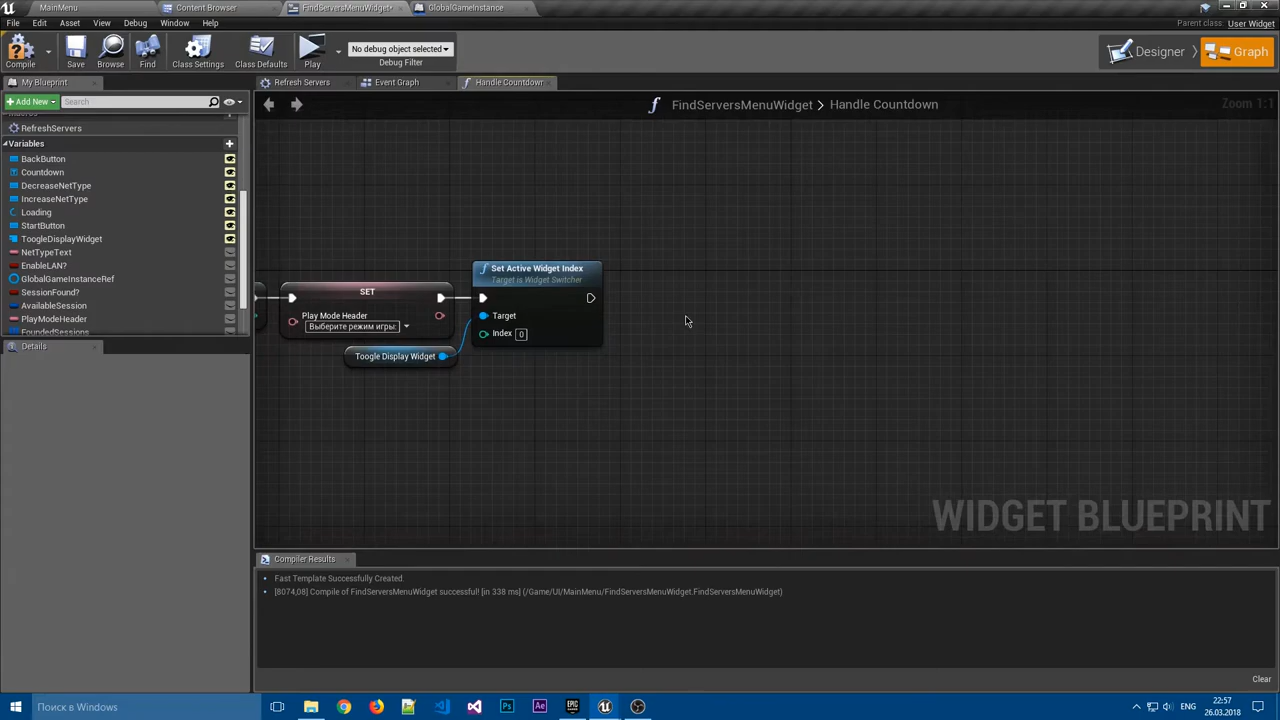 MainMenu
Content Browser
FindServersMenuWidget*
GlobalGameInstance
File Edit Asset View Debug Window Help
Parent class: User Widget
Compile
Save
Browse
Find
Class Settings
Class Defaults
Play
No debug object selected
Debug Filter
Designer
Graph
My Blueprint
Refresh Servers
Event Graph
Handle Countdown
Add New
Search
FindServersMenuWidget > Handle Countdown
Zoom 1:1
RefreshServers
Variables
BackButton
Countdown
DecreaseNetType
IncreaseNetType
Loading
StartButton
ToogleDisplayWidget
NetTypeText
EnableLAN?
GlobalGameInstanceRef
SessionFound?
AvailableSession
PlayModeHeader
FoundedSessions
Details
SET
Play Mode Header
Выберите режим игры:
Toogle Display Widget
Set Active Widget Index
Target is Widget Switcher
Target
Index 0
WIDGET BLUEPRINT
Compiler Results
Fast Template Successfully Created.
[8074,08] Compile of FindServersMenuWidget successful! [in 338 ms] (/Game/UI/MainMenu/FindServersMenuWidget.FindServersMenuWidget)
Clear
Поиск в Windows
ENG
22:57
26.03.2018